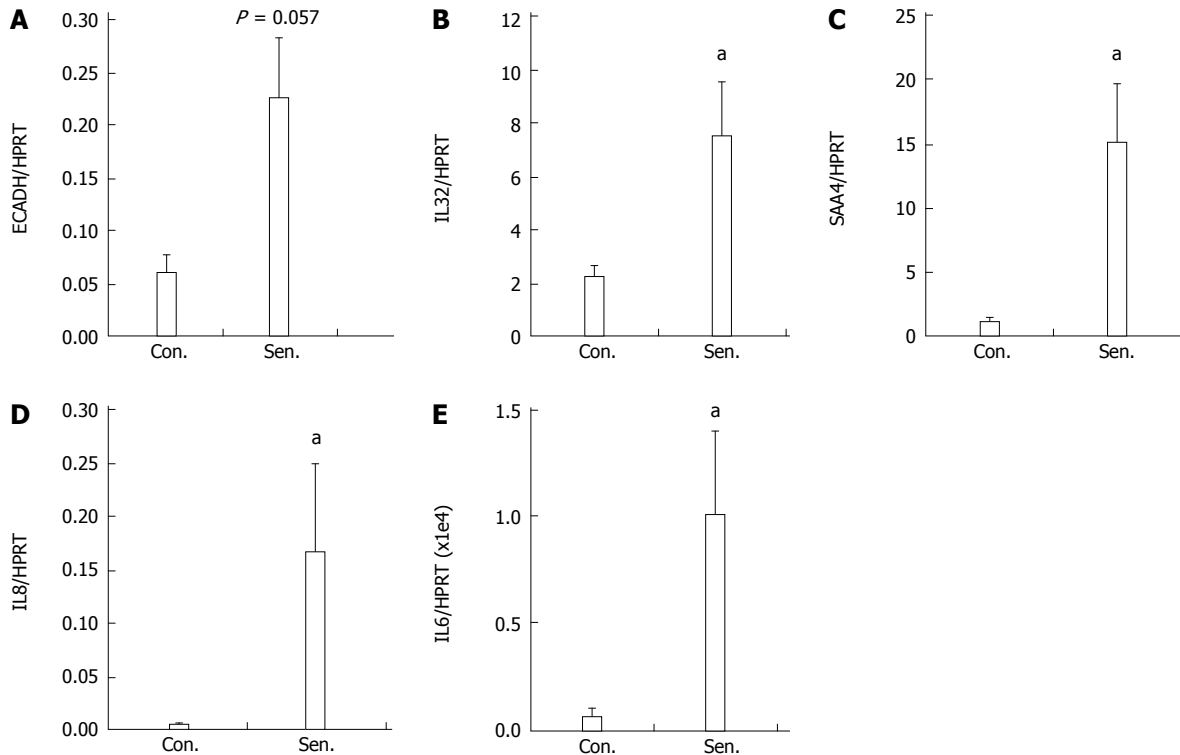 A
P = 0.057
0.30
0.25
0.20
0.15
0.10
0.05
0.00
ECADH/HPRT
Con. Sen.
B
a
12
10
8
6
4
2
0
IL32/HPRT
Con. Sen.
C
a
25
20
15
10
5
0
SAA4/HPRT
Con. Sen.
D
a
0.30
0.25
0.20
0.15
0.10
0.05
0.00
IL8/HPRT
Con. Sen.
E
a
1.5
1.0
0.5
0.0
IL6/HPRT (x1e4)
Con. Sen.